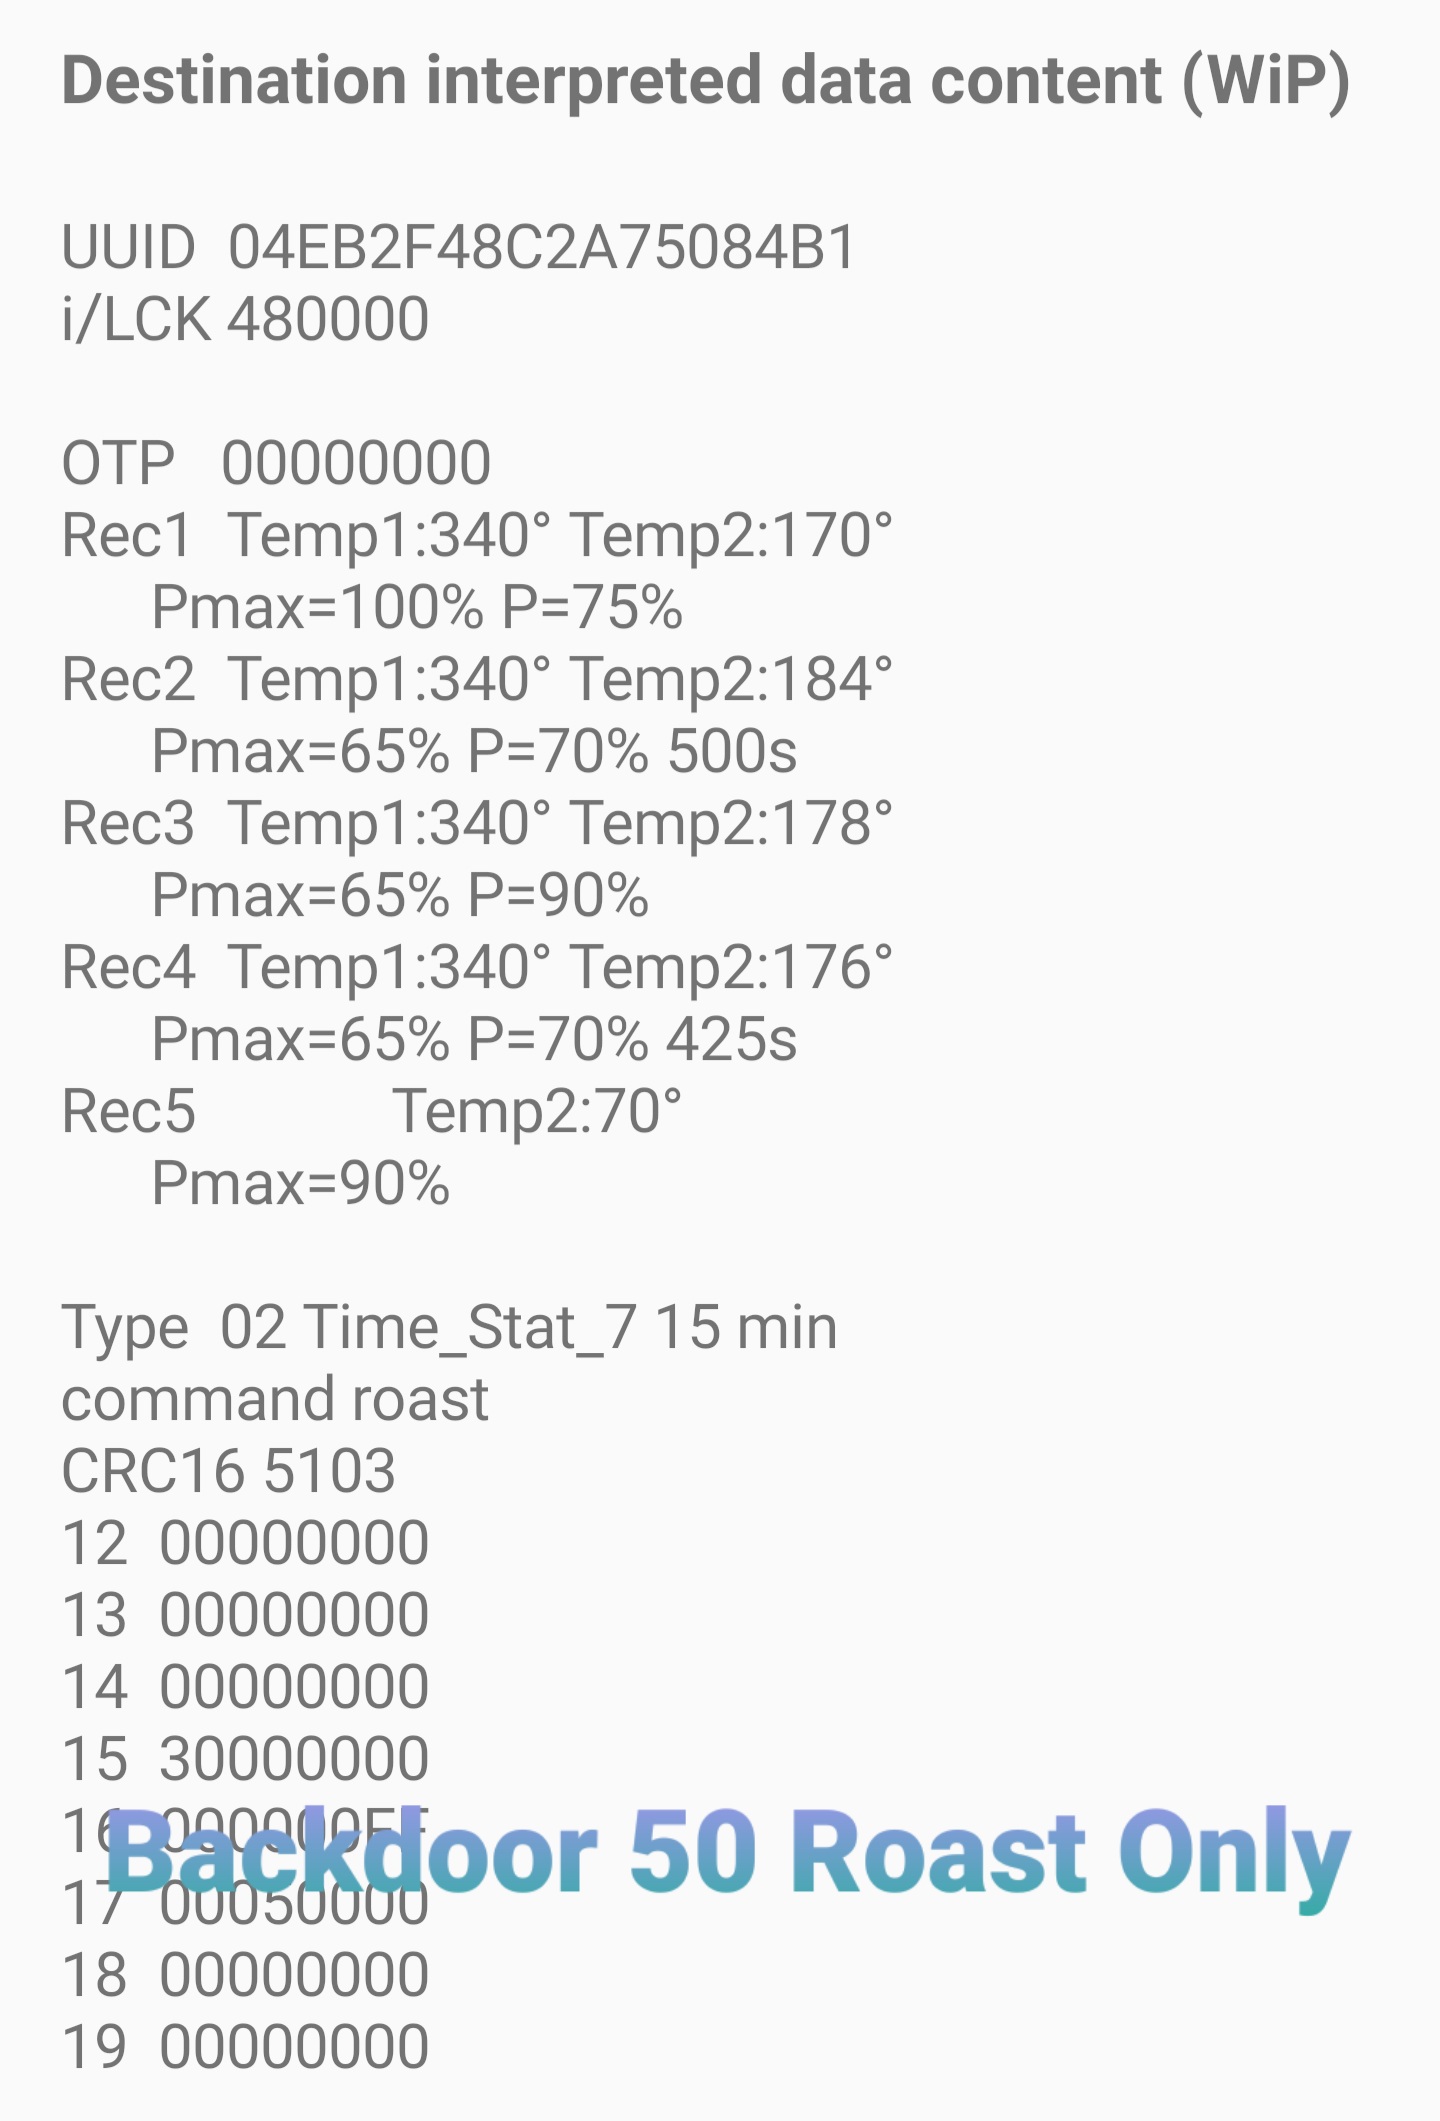 Destination interpreted data content (WiP)
UUID 04EB2F48C2A75084B1
i/LCK 480000
OTP 00000000
Rec1 Temp1:340° Temp2:170°
Pmax=100% P=75%
Rec2 Temp1:340° Temp2:184°
Pmax=65% P=70% 500s
Rec3 Temp1:340° Temp2:178°
Pmax=65% P=90%
Rec4 Temp1:340° Temp2:176°
Pmax=65% P=70% 425s
Rec5 Temp2:70°
Pmax=90%
Type 02 Time_Stat_7 15 min
command roast
CRC16 5103
12 00000000
13 00000000
14 00000000
15 30000000
16 000000FF
Backdoor 50 Roast Only
17 00050000
18 00000000
19 00000000